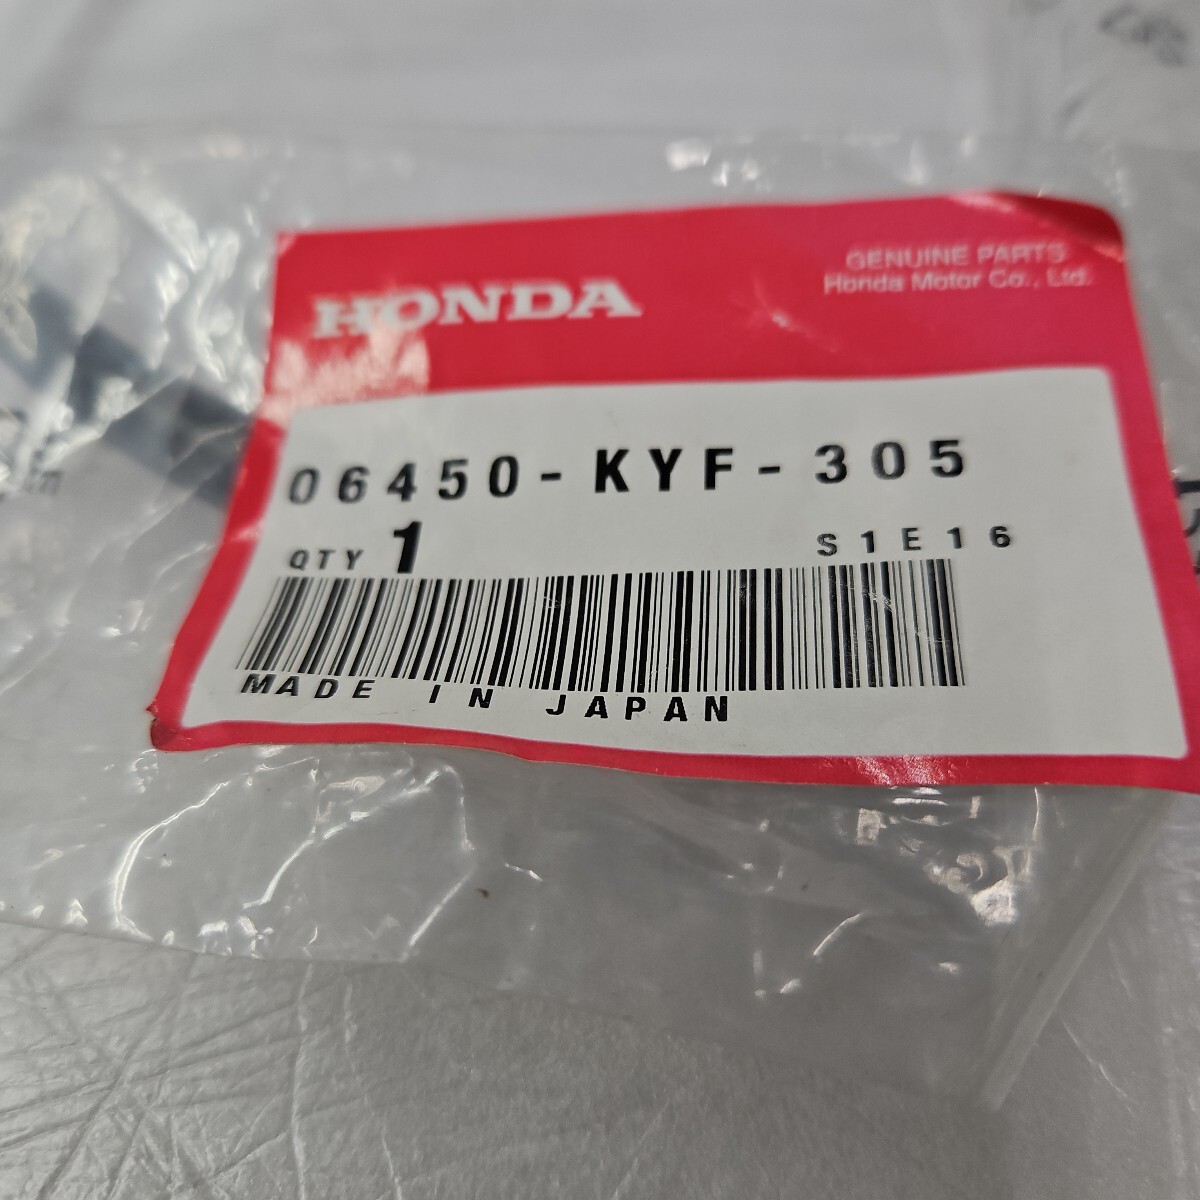 GENUINE PARTS
HONDA
Honda Motor Co., Ltd.
06450-KYF-305
QTY 1 S1E16
MADE IN JAPAN